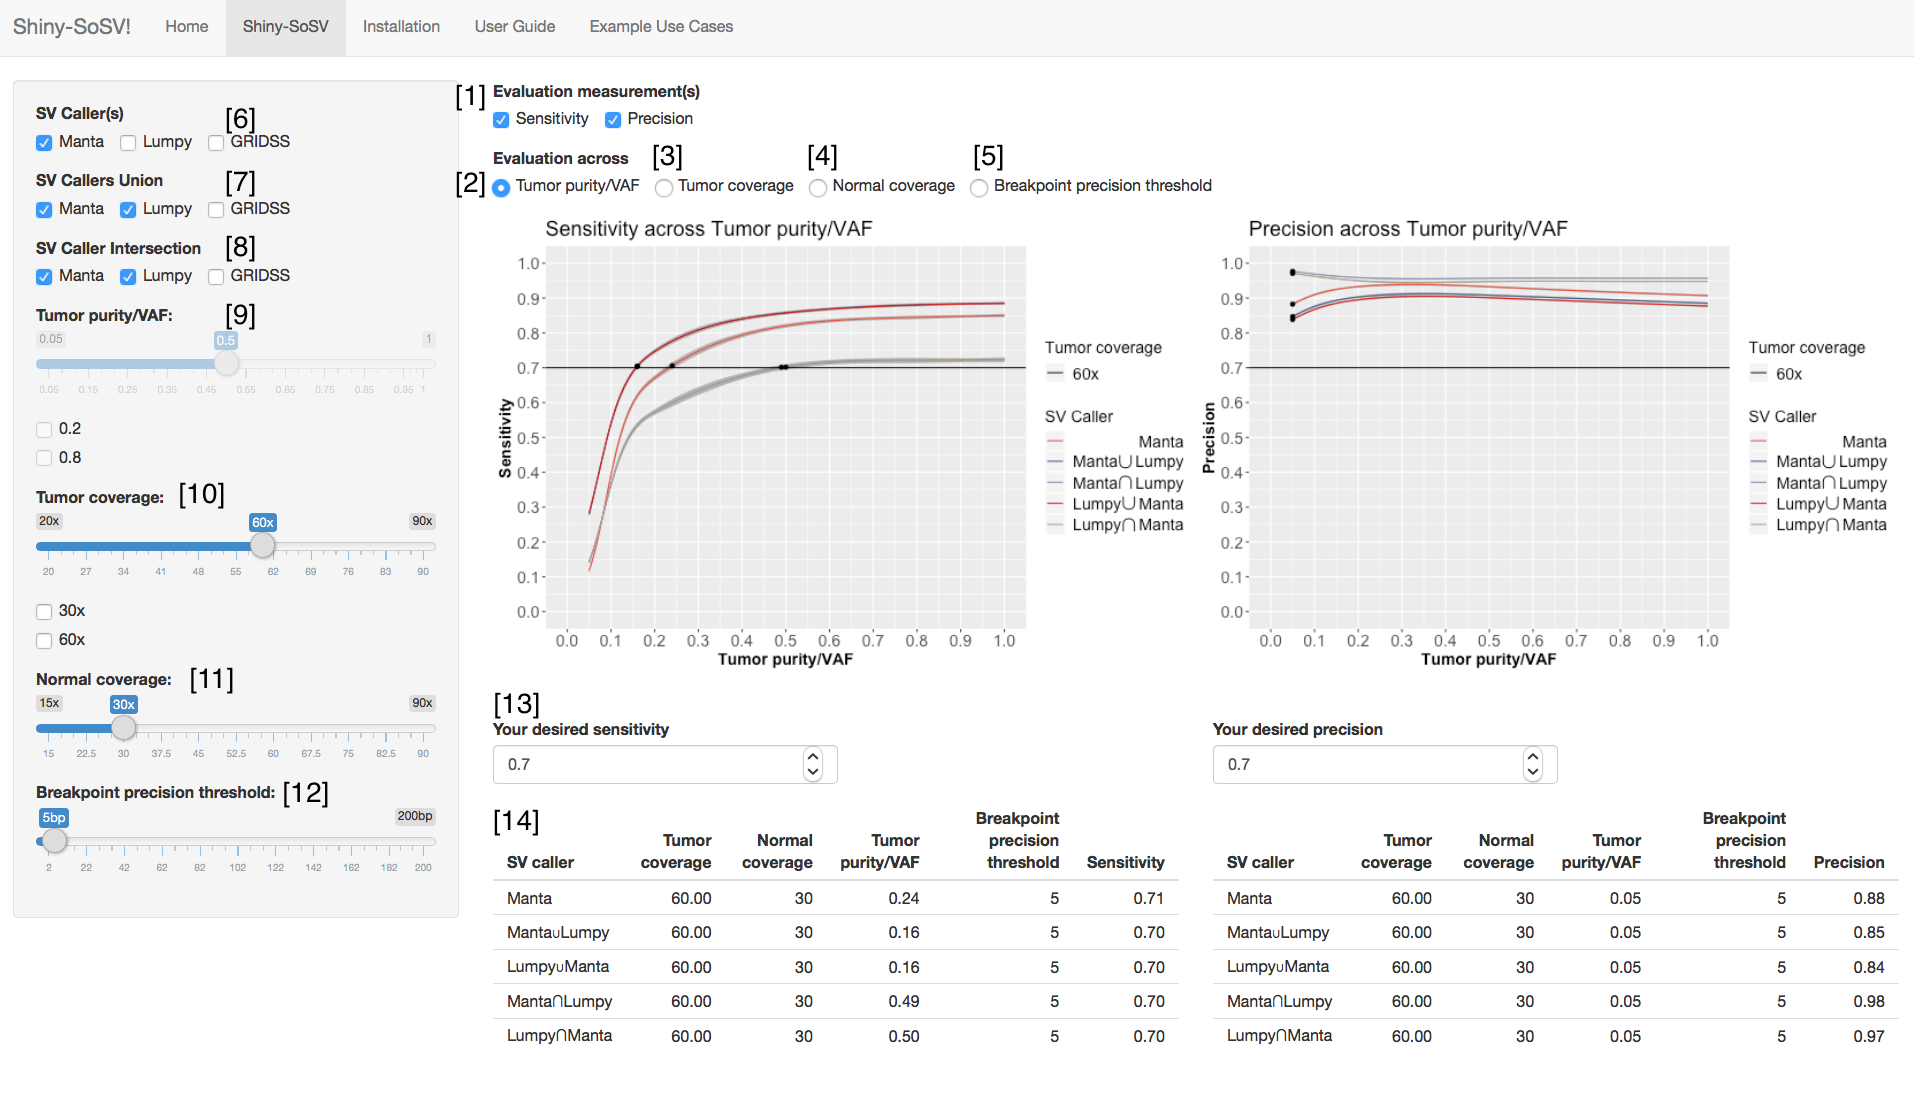 Shiny-SoSV! Home Shiny-SoSV Installation User Guide Example Use Cases
SV Caller(s) [6]
Manta Lumpy GRIDSS
SV Callers Union [7]
Manta Lumpy GRIDSS
SV Caller Intersection [8]
Manta Lumpy GRIDSS
Tumor purity/VAF: [9]
0.05 0.5 1
0.05 0.15 0.25 0.35 0.45 0.55 0.65 0.75 0.85 0.95 1
0.2
0.8
Tumor coverage: [10]
20x 60x 90x
20 27 34 41 48 55 62 69 76 83 90
30x
60x
Normal coverage: [11]
15x 30x 90x
15 22.5 30 37.5 45 52.5 60 67.5 75 82.5 90
Breakpoint precision threshold: [12]
5bp 200bp
2 22 42 62 82 102 122 142 162 182 200
[1] Evaluation measurement(s)
Sensitivity Precision
Evaluation across [3] [4] [5]
[2] Tumor purity/VAF Tumor coverage Normal coverage Breakpoint precision threshold
Sensitivity across Tumor purity/VAF
1.0
0.9
0.8
0.7
0.6
0.5
0.4
0.3
0.2
0.1
0.0
Sensitivity
0.0 0.1 0.2 0.3 0.4 0.5 0.6 0.7 0.8 0.9 1.0
Tumor purity/VAF
Tumor coverage
60x
SV Caller
Manta
Manta⋃Lumpy
Manta⋂Lumpy
Lumpy⋃Manta
Lumpy⋂Manta
Precision across Tumor purity/VAF
1.0
0.9
0.8
0.7
0.6
0.5
0.4
0.3
0.2
0.1
0.0
Precision
0.0 0.1 0.2 0.3 0.4 0.5 0.6 0.7 0.8 0.9 1.0
Tumor purity/VAF
Tumor coverage
60x
SV Caller
Manta
Manta⋃Lumpy
Manta⋂Lumpy
Lumpy⋃Manta
Lumpy⋂Manta
[13]
Your desired sensitivity
0.7
Your desired precision
0.7
[14]
SV caller Tumor coverage Normal coverage Tumor purity/VAF Breakpoint precision threshold Sensitivity
Manta 60.00 30 0.24 5 0.71
Manta∪Lumpy 60.00 30 0.16 5 0.70
Lumpy∪Manta 60.00 30 0.16 5 0.70
Manta⋂Lumpy 60.00 30 0.49 5 0.70
Lumpy⋂Manta 60.00 30 0.50 5 0.70
SV caller Tumor coverage Normal coverage Tumor purity/VAF Breakpoint precision threshold Precision
Manta 60.00 30 0.05 5 0.88
Manta∪Lumpy 60.00 30 0.05 5 0.85
Lumpy∪Manta 60.00 30 0.05 5 0.84
Manta⋂Lumpy 60.00 30 0.05 5 0.98
Lumpy⋂Manta 60.00 30 0.05 5 0.97